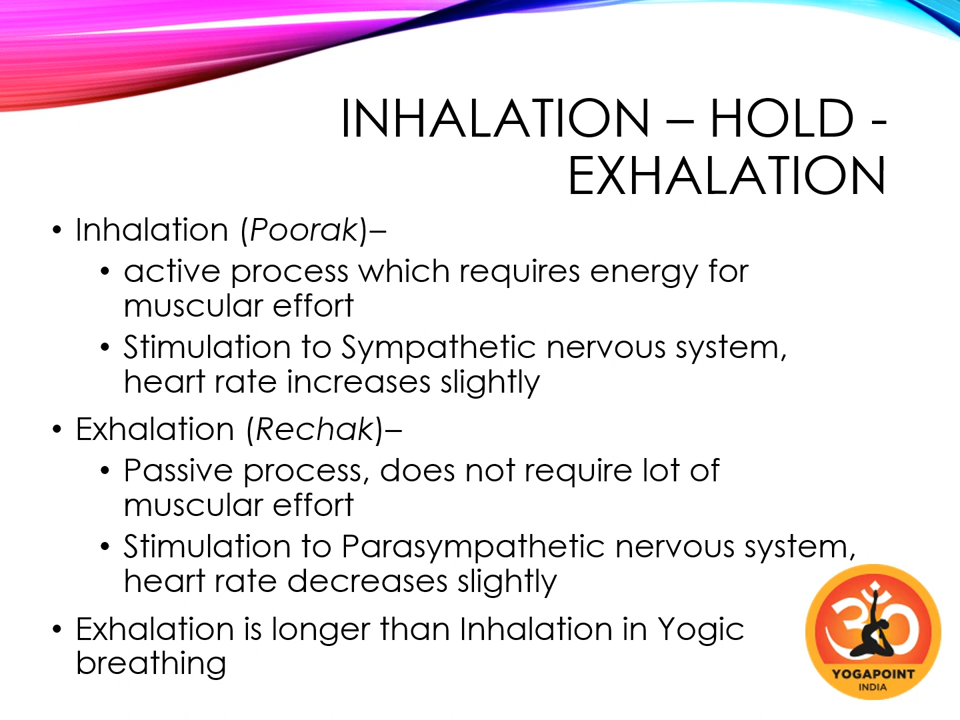 INHALATION – HOLD -
EXHALATION
• Inhalation (Poorak)–
• active process which requires energy for
muscular effort
• Stimulation to Sympathetic nervous system,
heart rate increases slightly
• Exhalation (Rechak)–
• Passive process, does not require lot of
muscular effort
• Stimulation to Parasympathetic nervous system,
heart rate decreases slightly
• Exhalation is longer than Inhalation in Yogic
breathing
ॐ
YOGAPOINT
INDIA